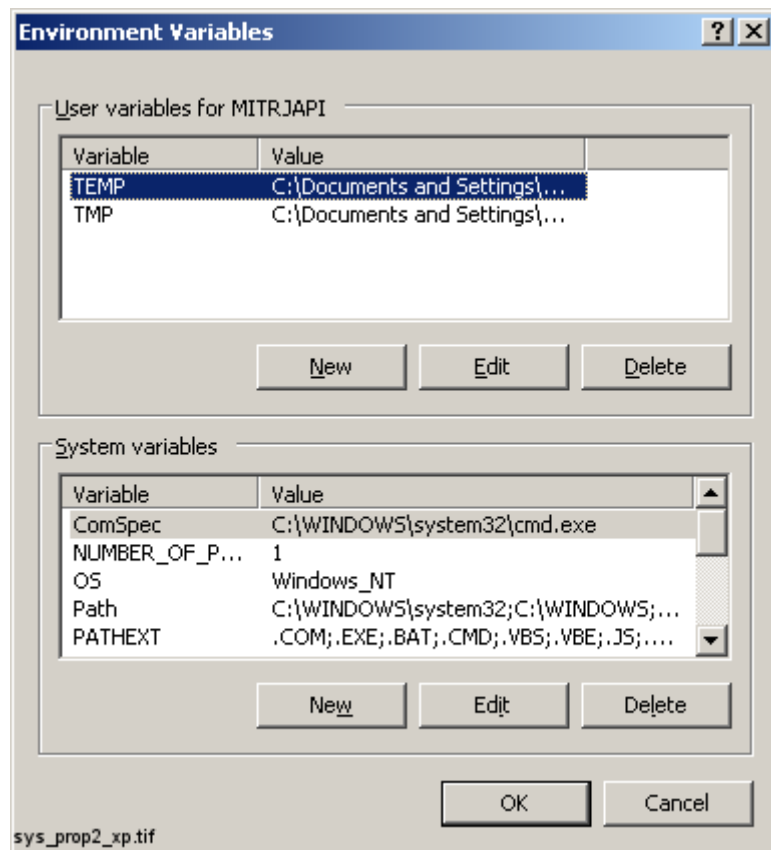 Environment Variables
User variables for MITRJAPI
Variable Value
TEMP C:\Documents and Settings\...
TMP C:\Documents and Settings\...
New Edit Delete
System variables
Variable Value
ComSpec C:\WINDOWS\system32\cmd.exe
NUMBER_OF_P... 1
OS Windows_NT
Path C:\WINDOWS\system32;C:\WINDOWS;...
PATHEXT .COM;.EXE;.BAT;.CMD;.VBS;.VBE;.JS;....
New Edit Delete
OK Cancel
sys_prop2_xp.tif